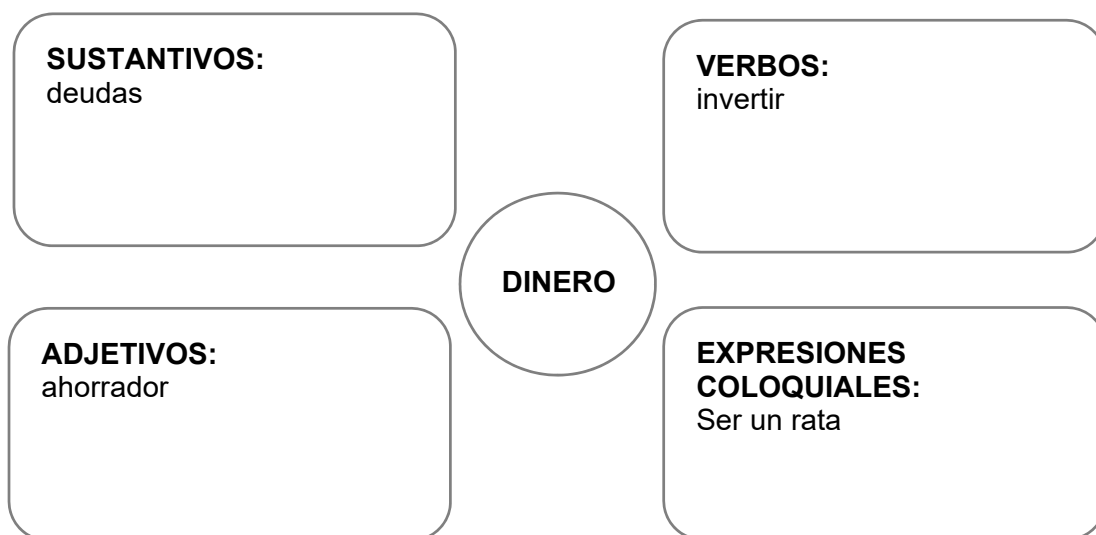 SUSTANTIVOS:
deudas
VERBOS:
invertir
DINERO
ADJETIVOS:
ahorrador
EXPRESIONES
COLOQUIALES:
Ser un rata